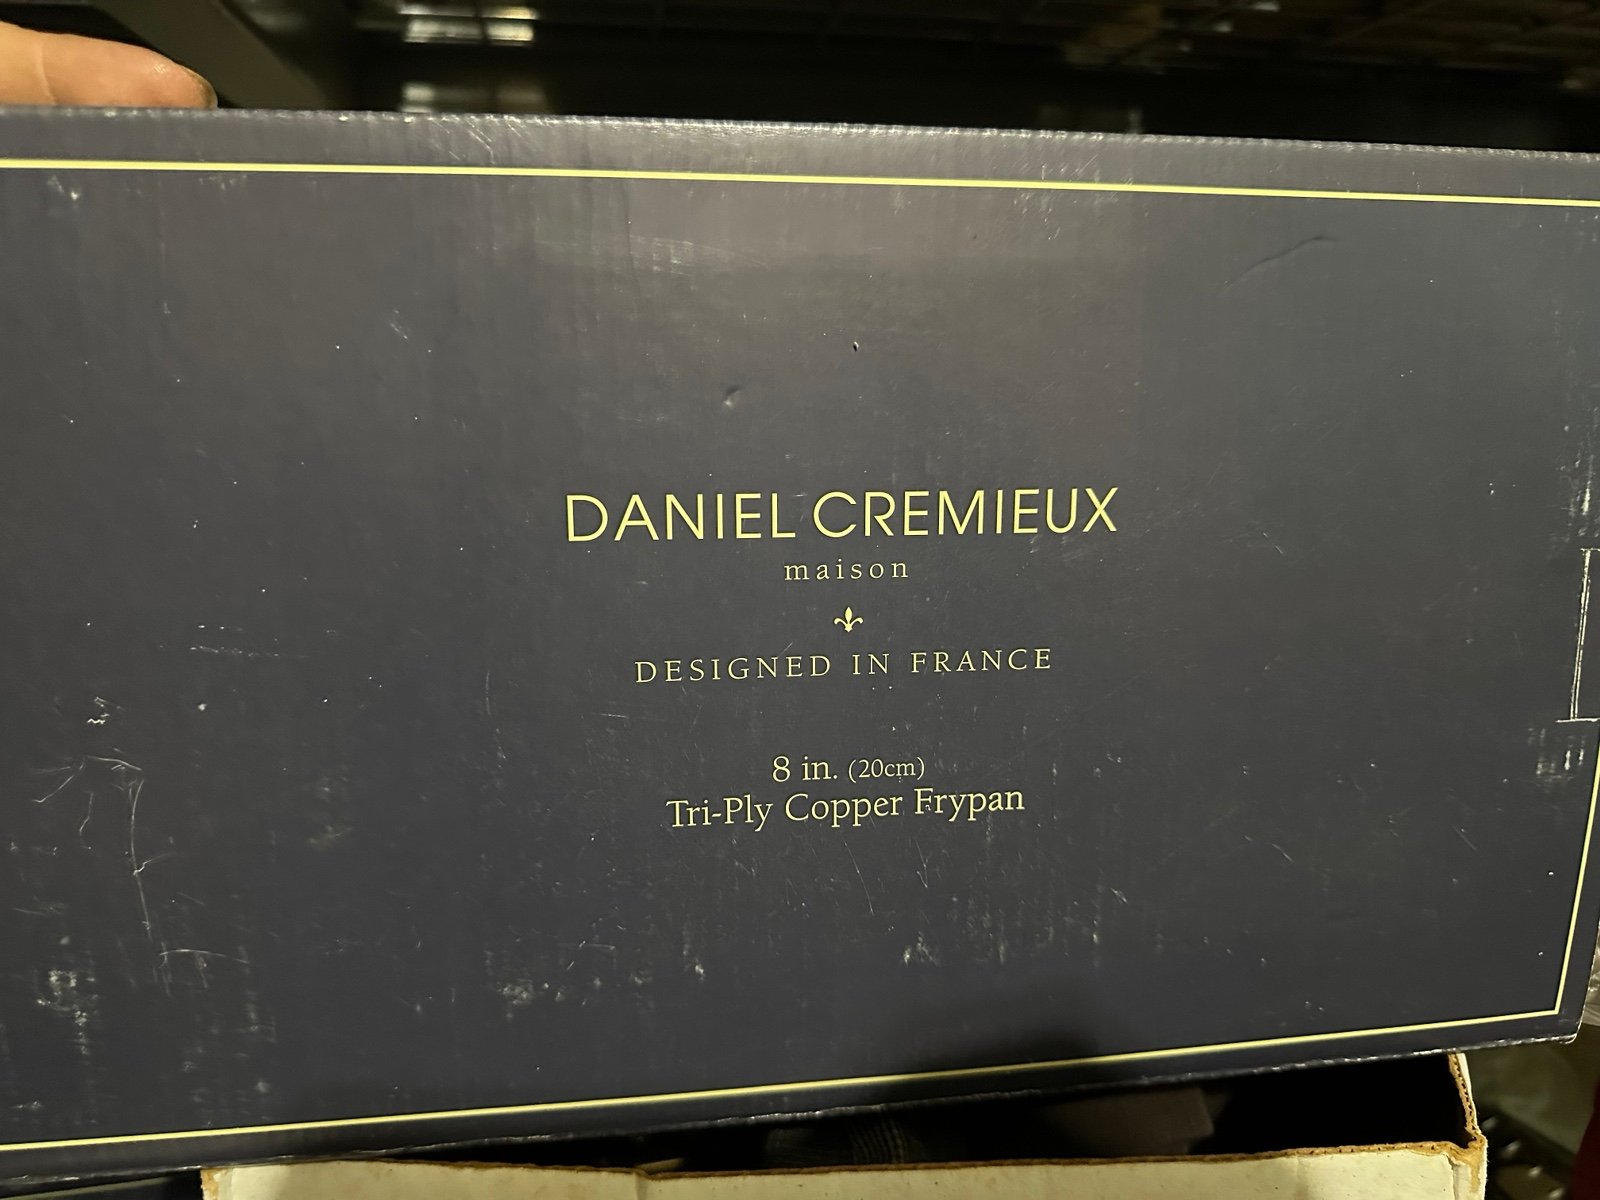 DANIEL CREMIEUX
maison
DESIGNED IN FRANCE
8 in. (20cm)
Tri-Ply Copper Frypan